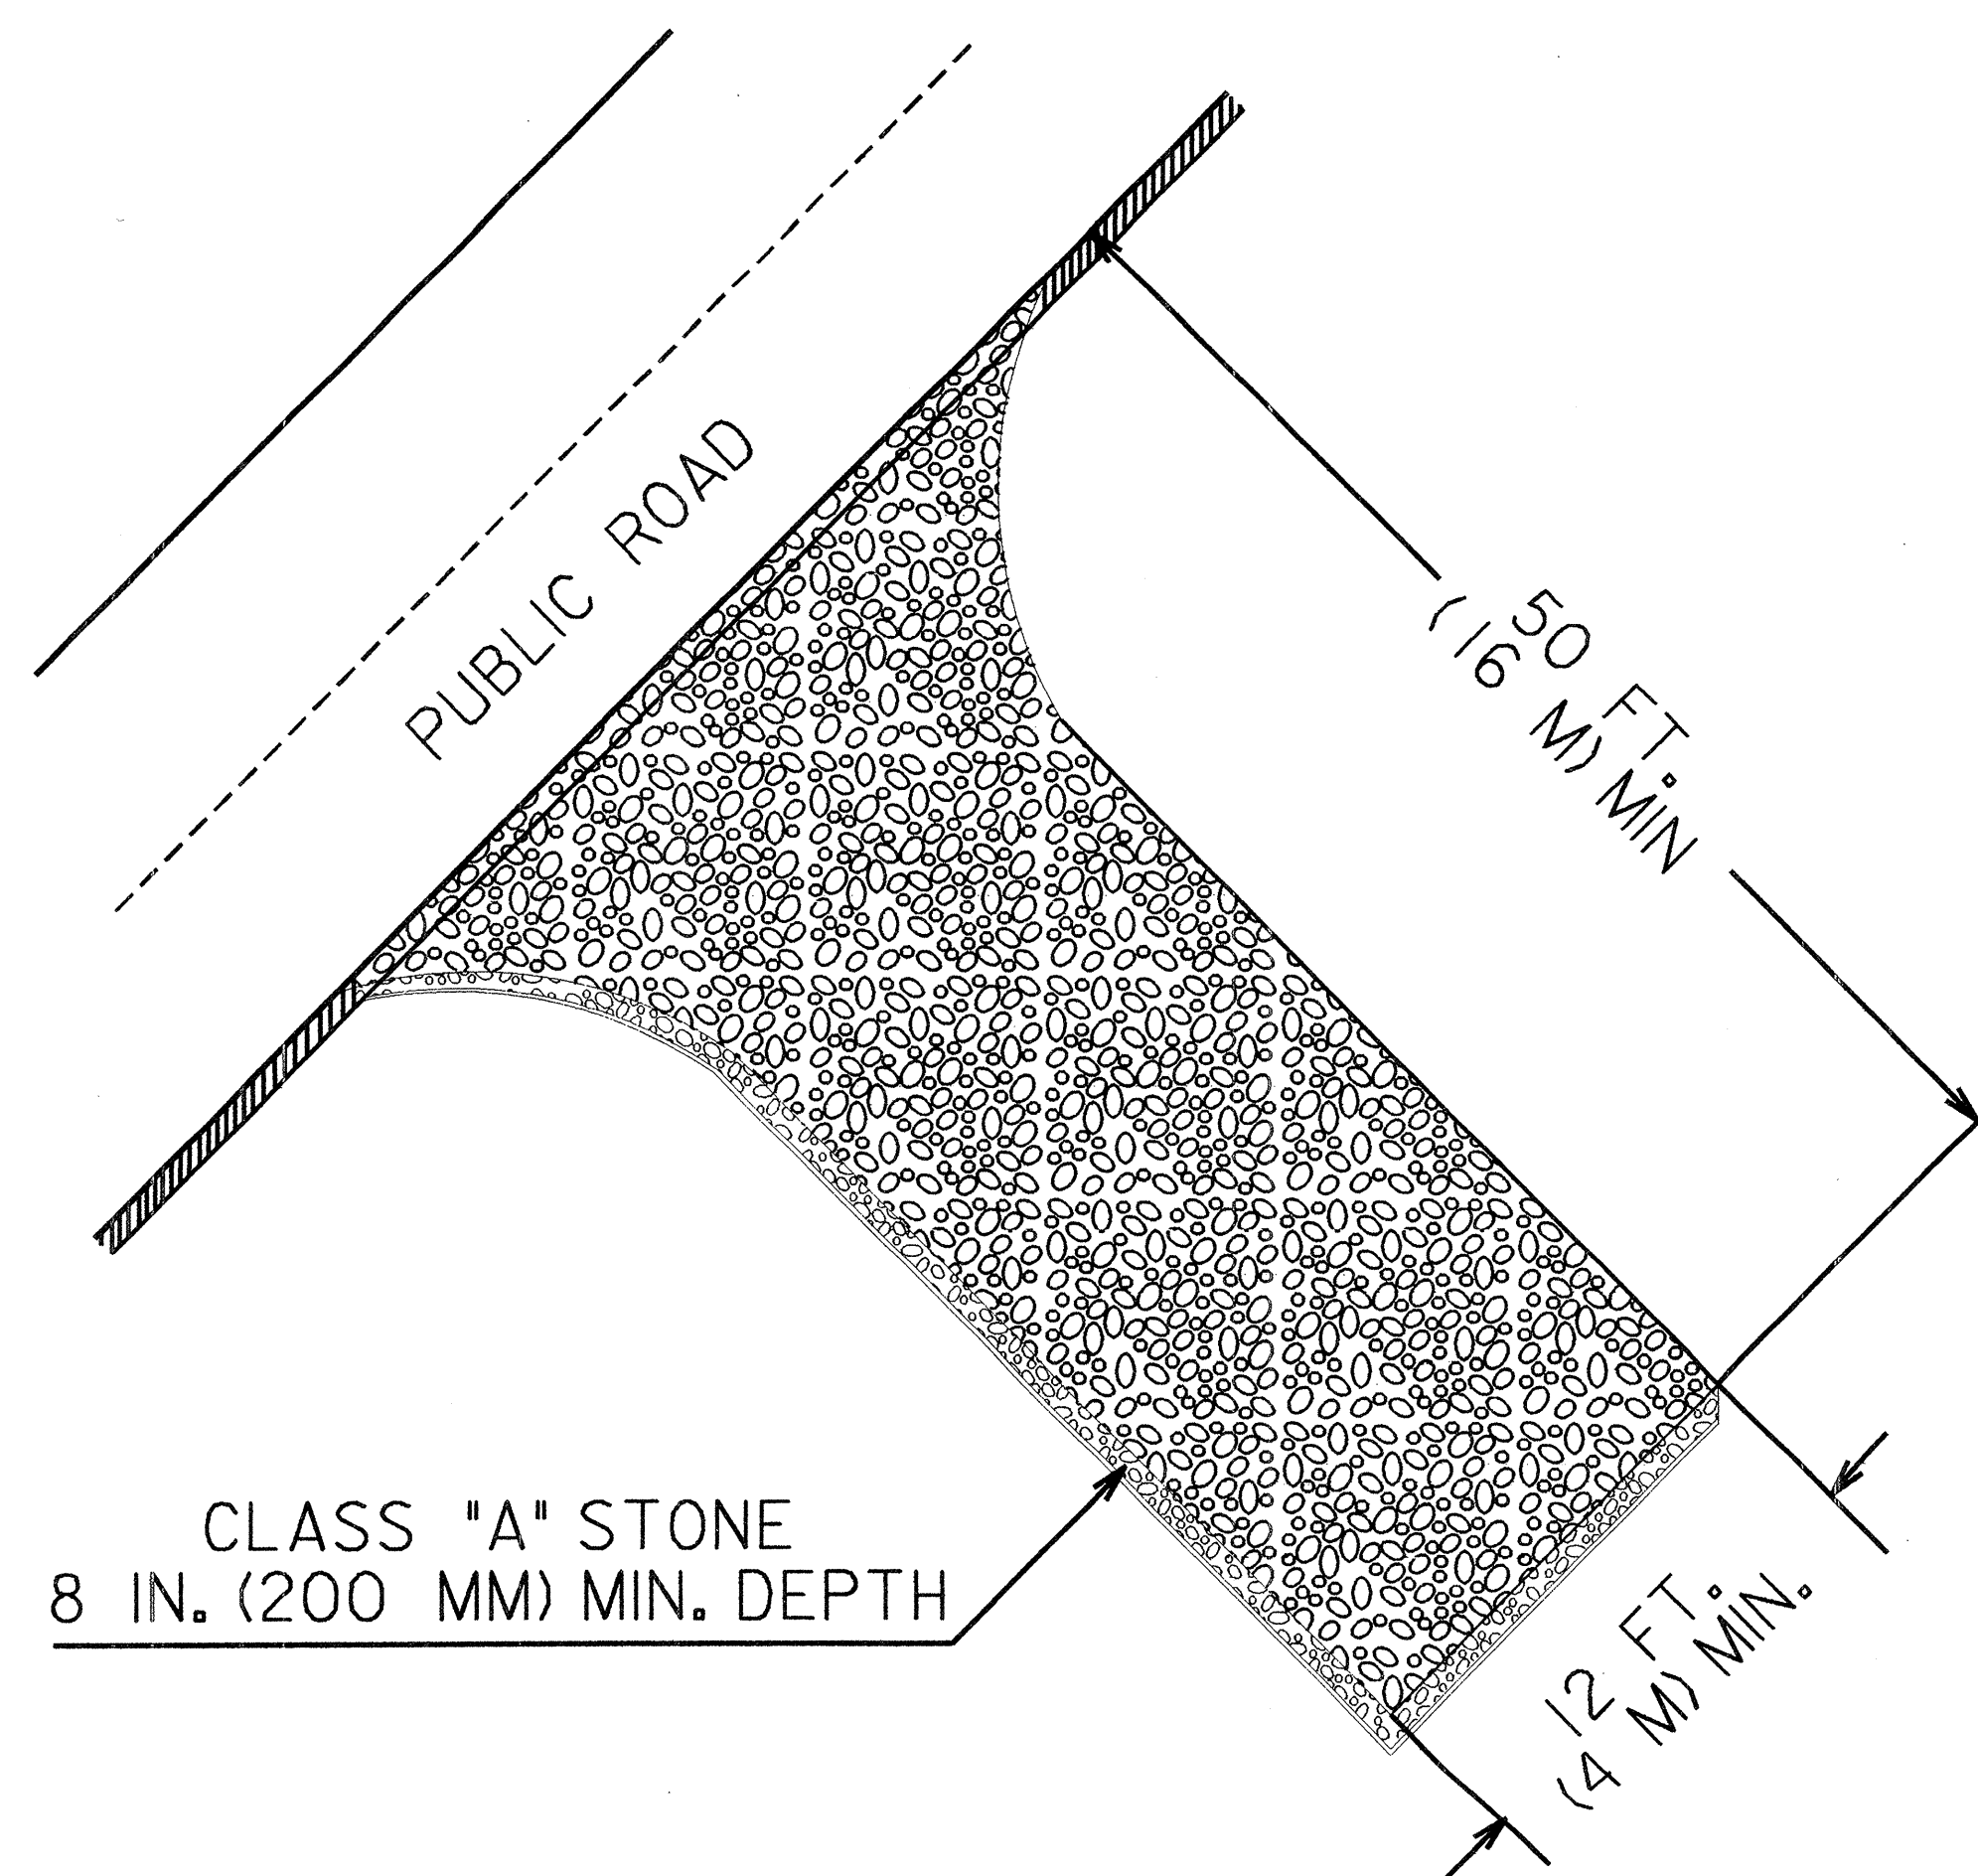 PUBLIC ROAD
50 FT.
(16 M) MIN
CLASS "A" STONE
8 IN. (200 MM) MIN. DEPTH
12 FT.
(4 M) MIN.